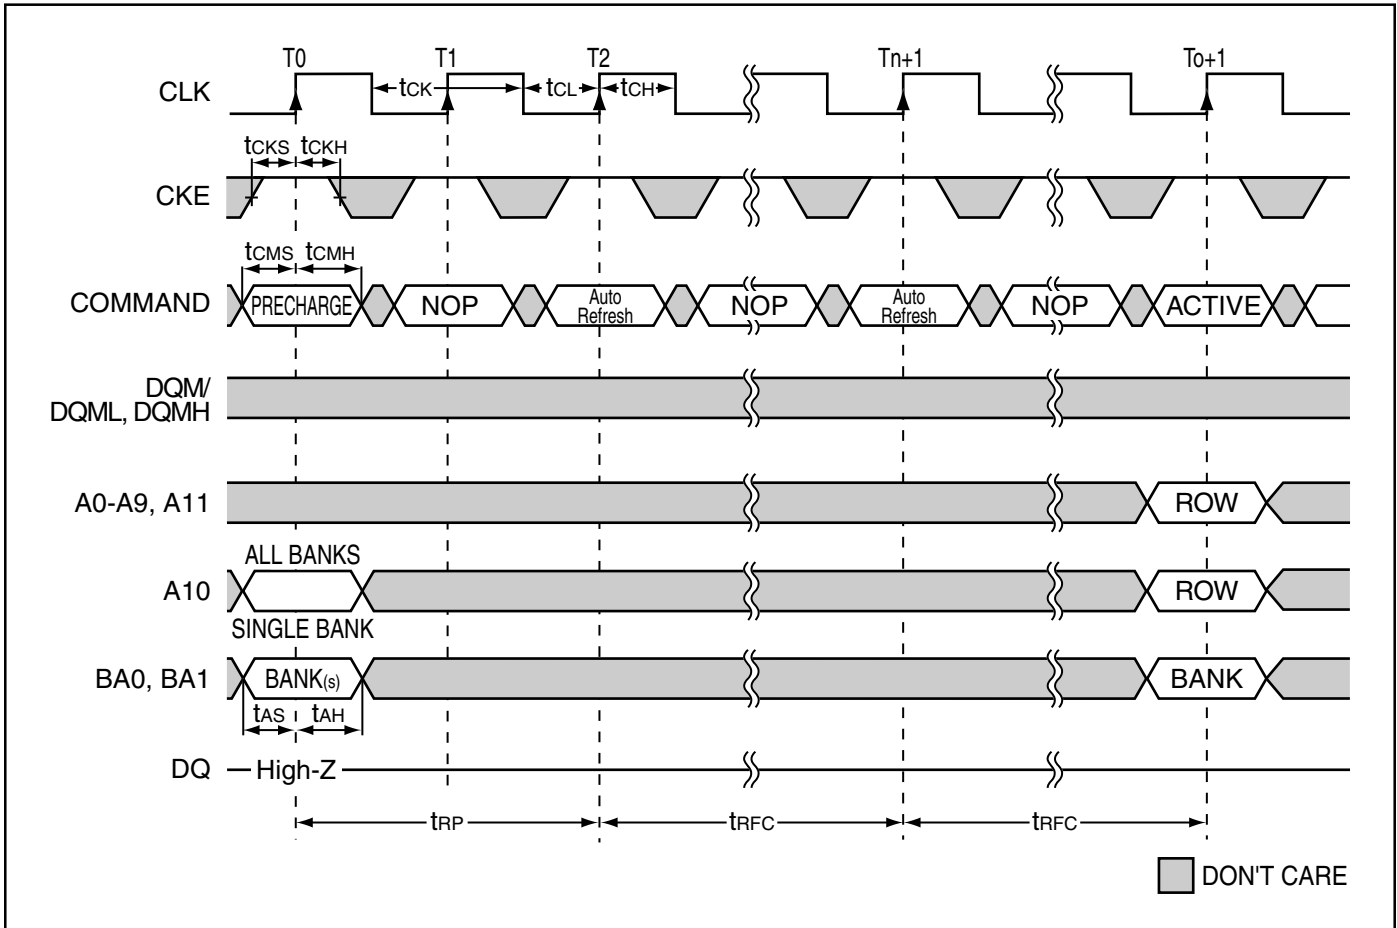 T0 T1 T2 Tn+1 To+1
CLK tCK tCL tCH
tCKS tCKH
CKE
tCMS tCMH
COMMAND PRECHARGE NOP Auto Refresh NOP Auto Refresh NOP ACTIVE
DQM/
DQML, DQMH
A0-A9, A11 ROW
ALL BANKS
A10 ROW
SINGLE BANK
BA0, BA1 BANK(s) BANK
tAS tAH
DQ High-Z
tRP tRFC tRFC
DON'T CARE